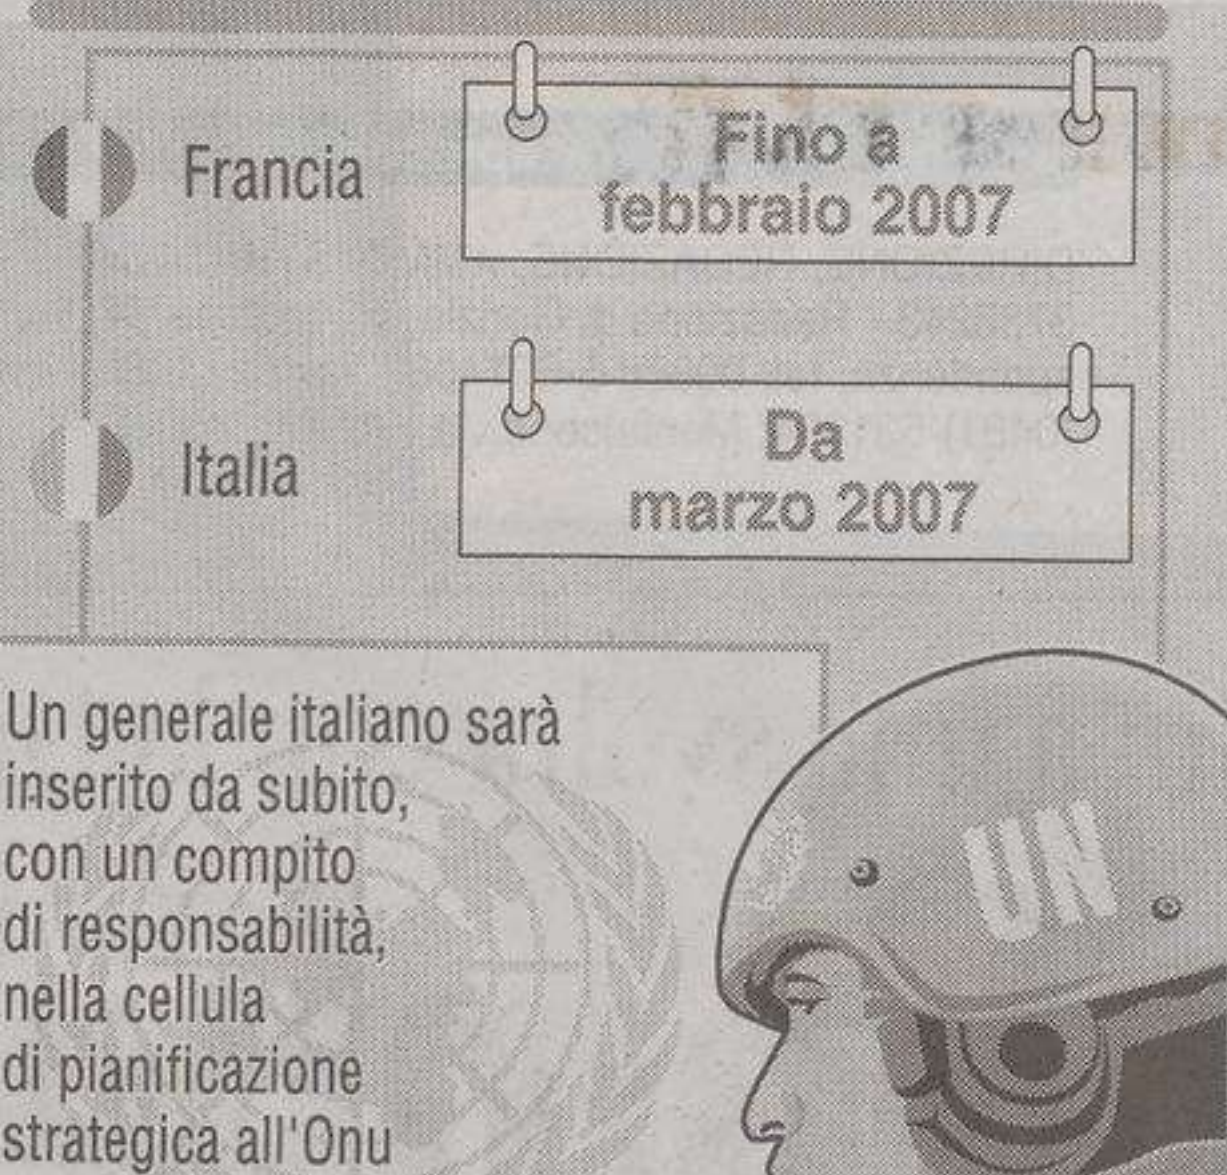 Francia
Fino a
febbraio 2007
Italia
Da
marzo 2007
Un generale italiano sarà
inserito da subito,
con un compito
di responsabilità,
nella cellula
di pianificazione
strategica all'Onu
UN